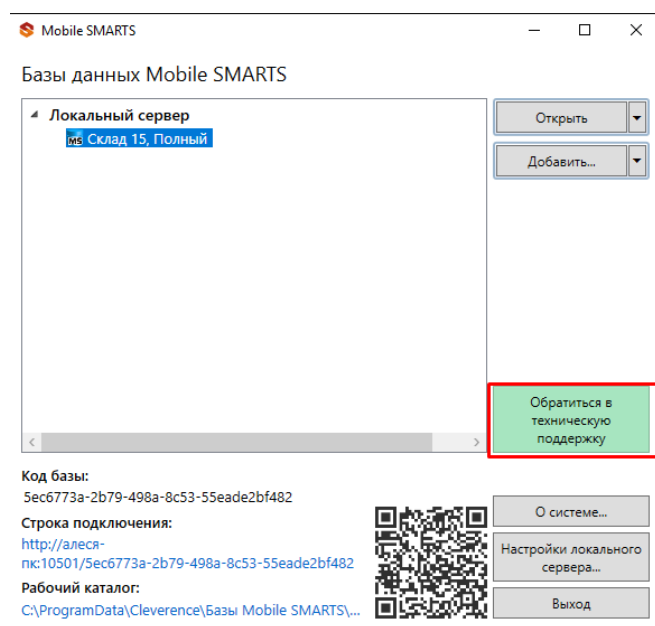 Mobile SMARTS
Базы данных Mobile SMARTS
Локальный сервер
MS Склад 15, Полный
Открыть
Добавить...
Обратиться в
техническую
поддержку
Код базы:
5ec6773a-2b79-498a-8c53-55eade2bf482
Строка подключения:
http://алеся-
пк:10501/5ec6773a-2b79-498a-8c53-55eade2bf482
Рабочий каталог:
C:\ProgramData\Cleverence\Базы Mobile SMARTS\...
О системе...
Настройки локального
сервера...
Выход